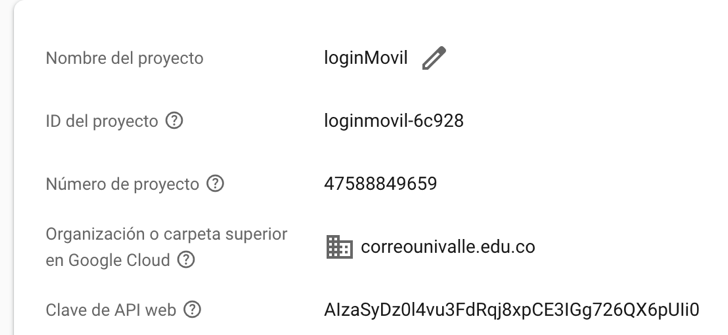 Nombre del proyecto
loginMovil
ID del proyecto
loginmovil-6c928
Número de proyecto
47588849659
Organización o carpeta superior
en Google Cloud
correounivalle.edu.co
Clave de API web